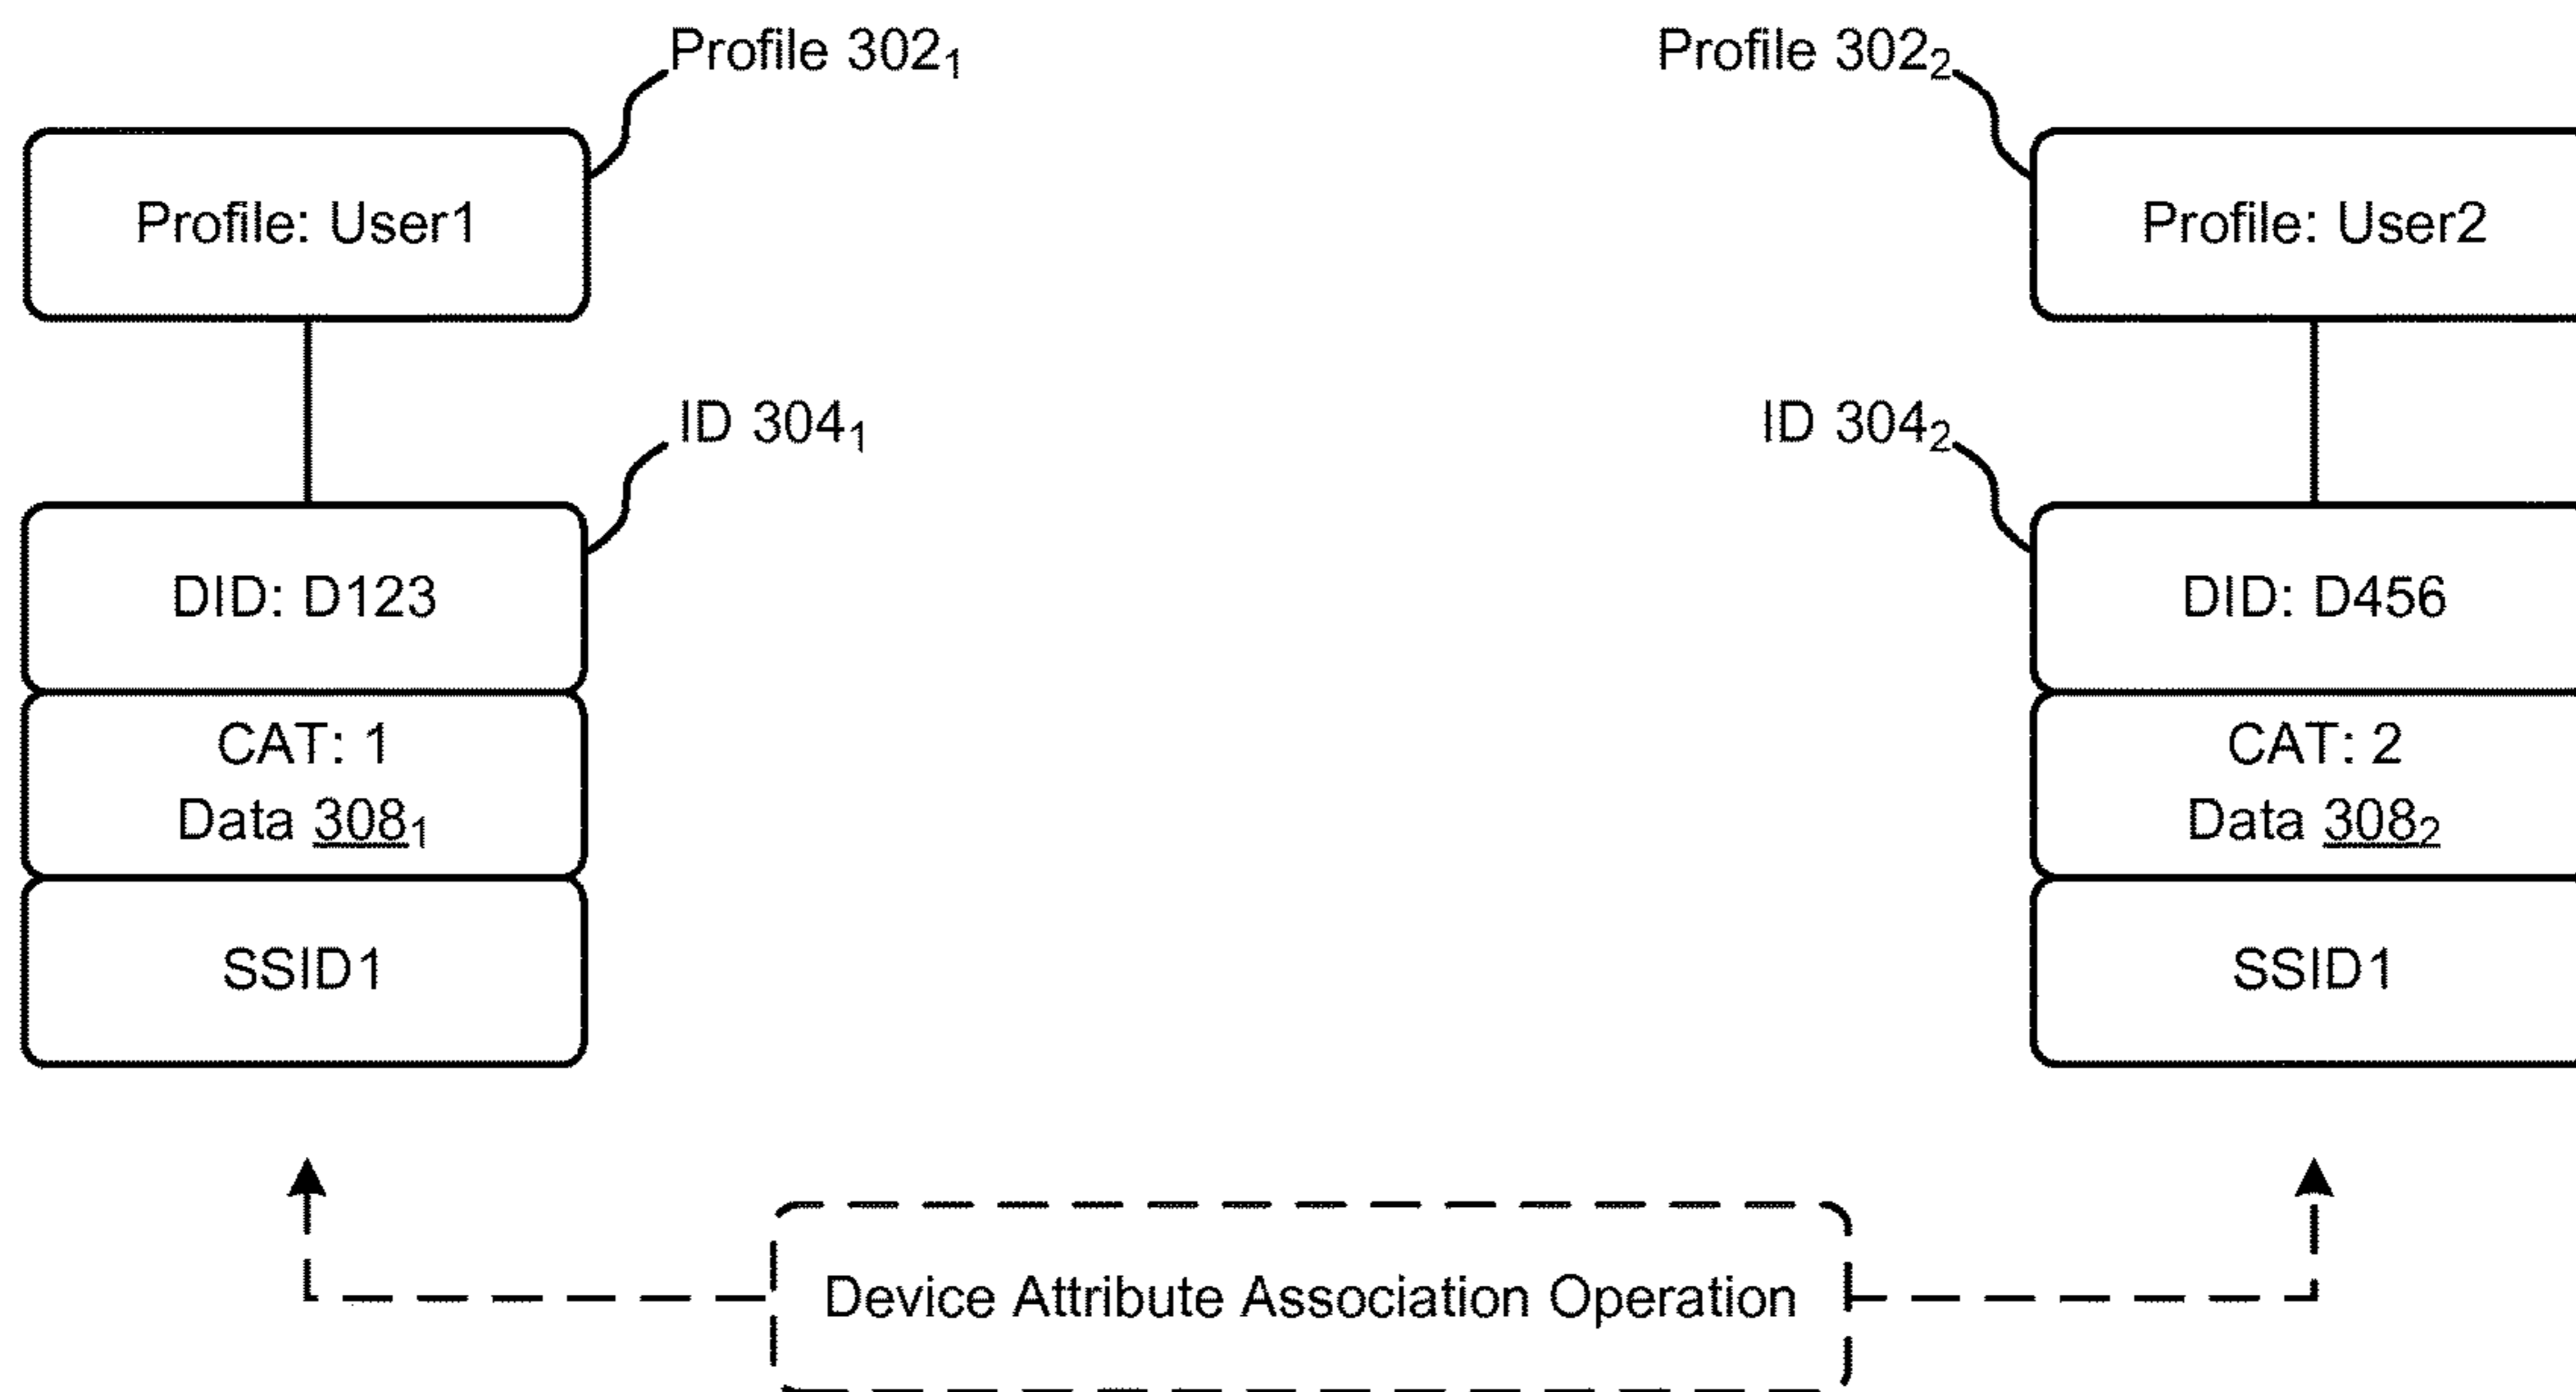 Profile 302₁
Profile: User1
ID 304₁
DID: D123
CAT: 1
Data 308₁
SSID1
Profile 302₂
Profile: User2
ID 304₂
DID: D456
CAT: 2
Data 308₂
SSID1
Device Attribute Association Operation